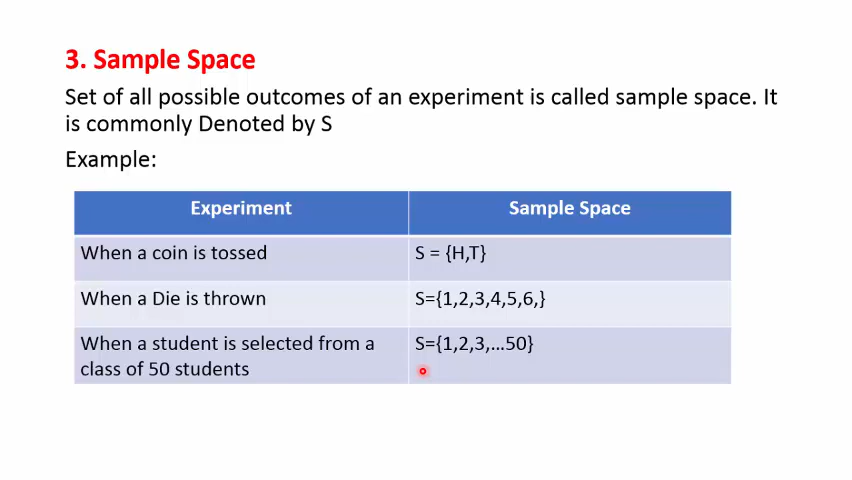 3. Sample Space
Set of all possible outcomes of an experiment is called sample space. It
is commonly Denoted by S
Example:
Experiment
Sample Space
When a coin is tossed
S = {H,T}
When a Die is thrown
S={1,2,3,4,5,6,}
When a student is selected from a
class of 50 students
S={1,2,3,...50}